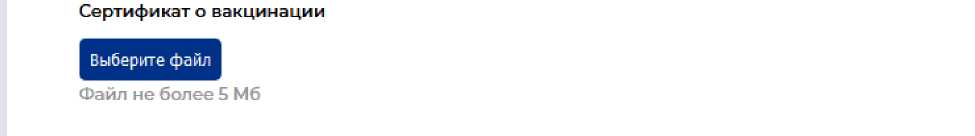 Сертификат о вакцинации
Выберите файл
Файл не более 5 Мб